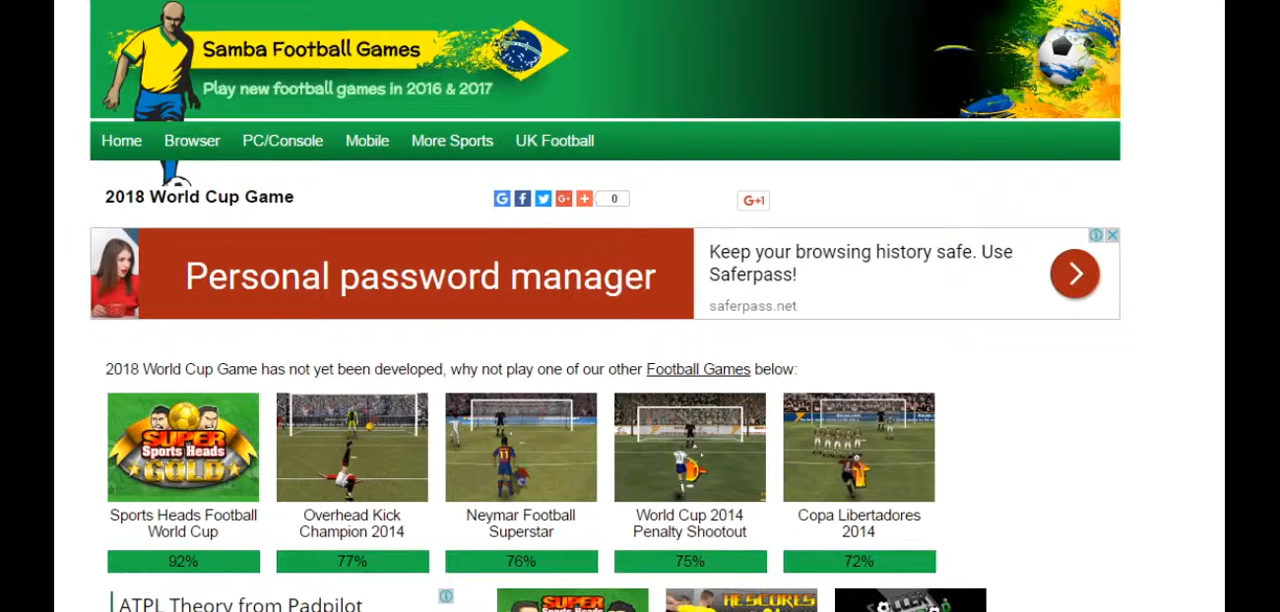 Samba Football Games
Play new football games in 2016 & 2017
Home Browser PC/Console Mobile More Sports UK Football
2018 World Cup Game
0
G+1
Personal password manager
Keep your browsing history safe. Use
Saferpass!
saferpass.net
2018 World Cup Game has not yet been developed, why not play one of our other Football Games below:
SUPER
Sports Heads
GOLD
11
Sports Heads Football
World Cup
Overhead Kick
Champion 2014
Neymar Football
Superstar
World Cup 2014
Penalty Shootout
Copa Libertadores
2014
92% 77% 76% 75% 72%
ATPL Theory from Padpilot
SUPER
HE SCORES